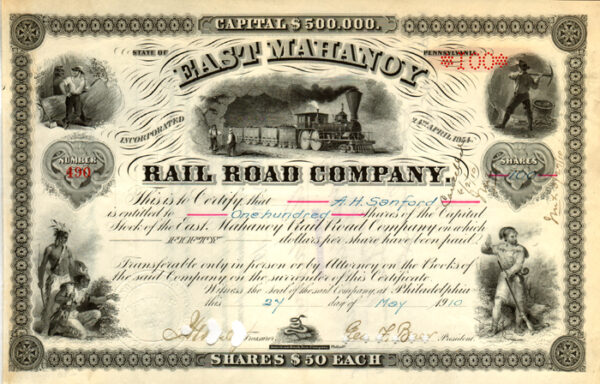 CAPITAL $500.000.
STATE OF PENNSYLVANIA
EAST MAHANOY
*100*
INCORPORATED 24TH APRIL 1854.
RAIL ROAD COMPANY.
NUMBER
490
SHARES
100
This is to Certify that A. H. Sanford
is entitled to One hundred Shares of the Capital
Stock of the East Mahanoy Rail Road Company on which
FIFTY dollars per share have been paid.
Transferable only in person or by Attorney on the Books of
the said Company on the surrender of this Certificate.
Witness the Seal of the said Company, at Philadelphia
this 27 day of May 1910
Treasurer
Geo. F. Baer President
SHARES $50 EACH